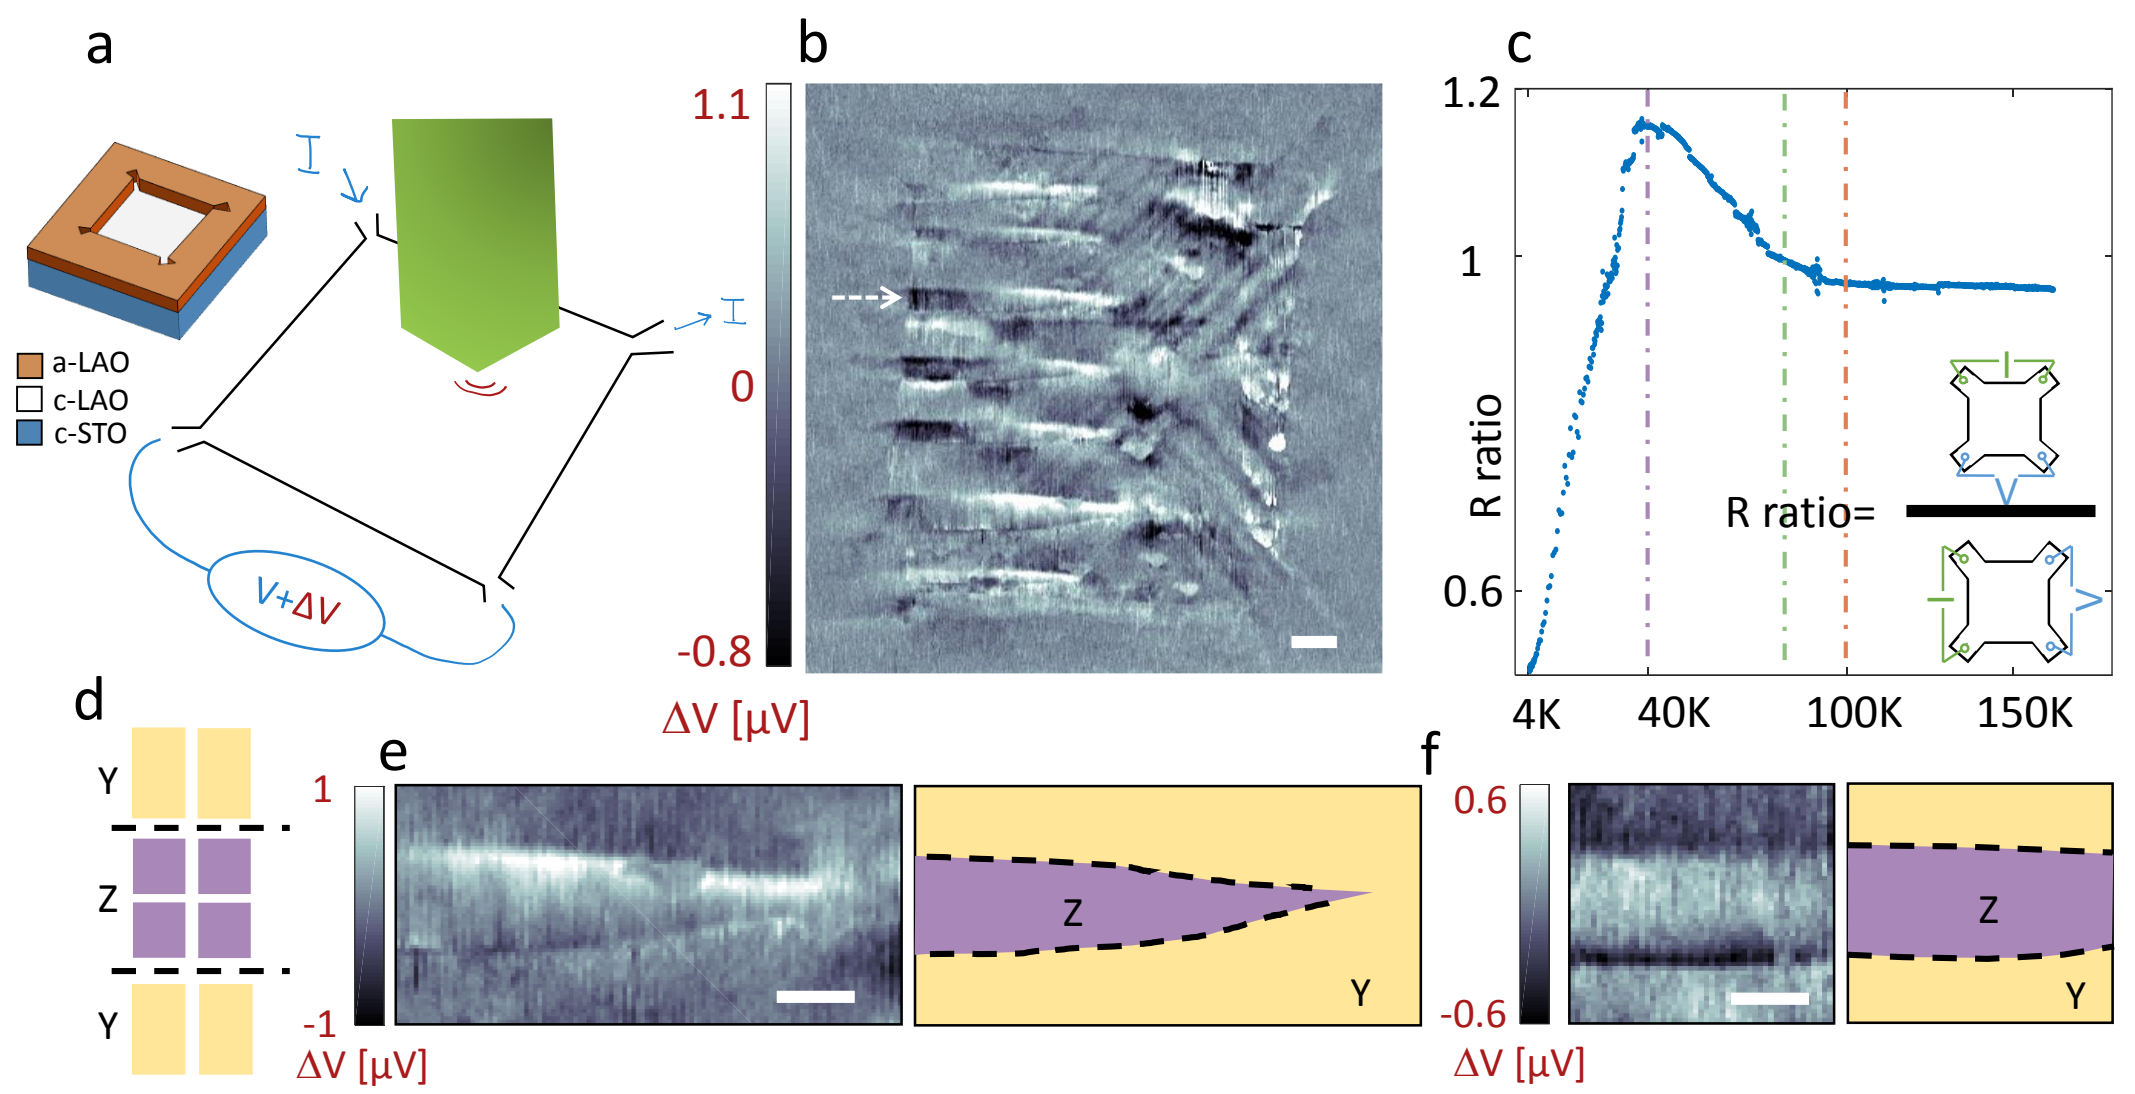 a
I
I
a-LAO
c-LAO
c-STO
V+ΔV
b
1.1
0
-0.8
ΔV [µV]
c
1.2
1
0.6
R ratio
4K
40K
100K
150K
R ratio=
I
V
I
V
d
Y
Z
Y
e
1
-1
ΔV [µV]
Z
Y
f
0.6
-0.6
ΔV [µV]
Z
Y